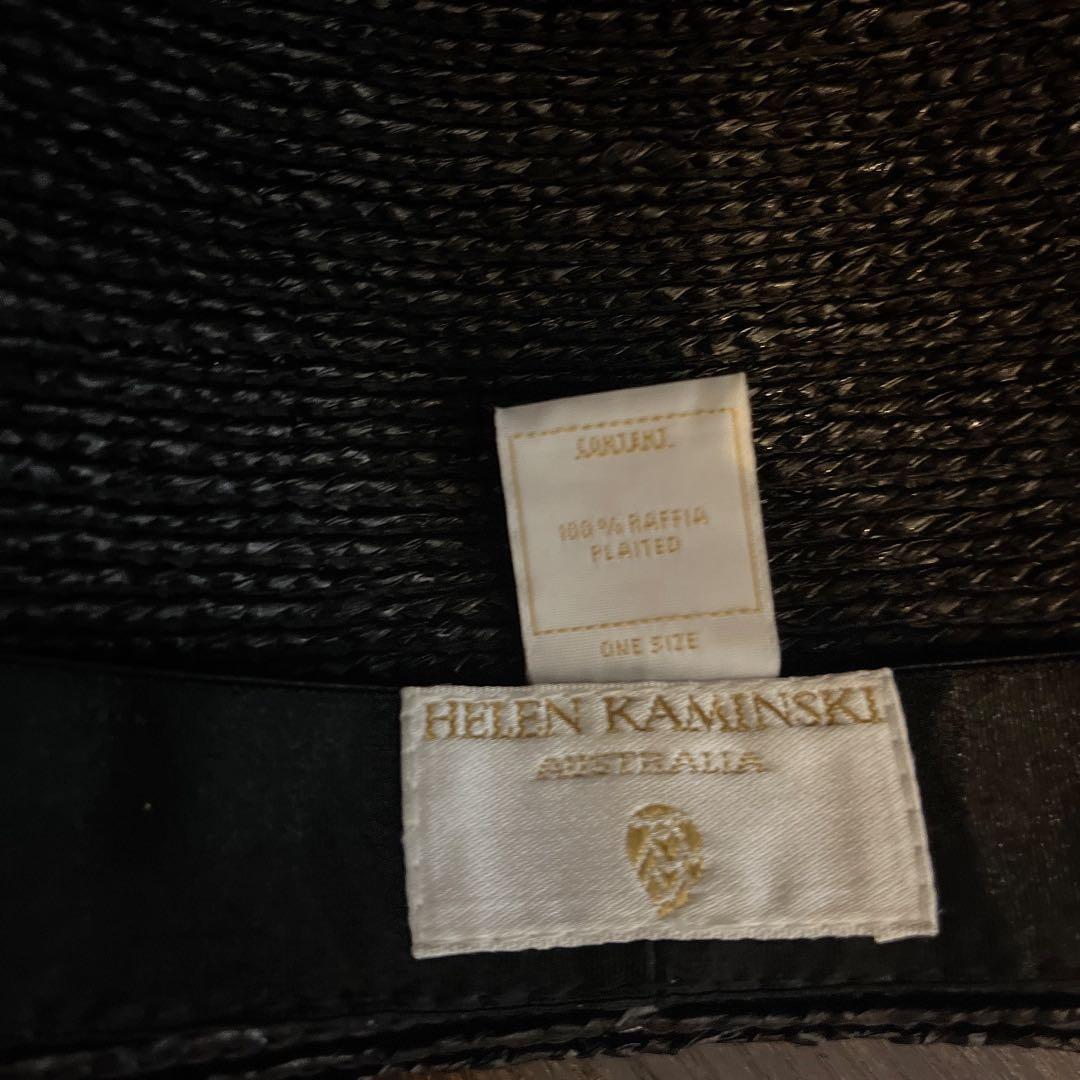 CONTENT
100% RAFFIA
PLAITED
ONE SIZE
HELEN KAMINSKI
AUSTRALIA